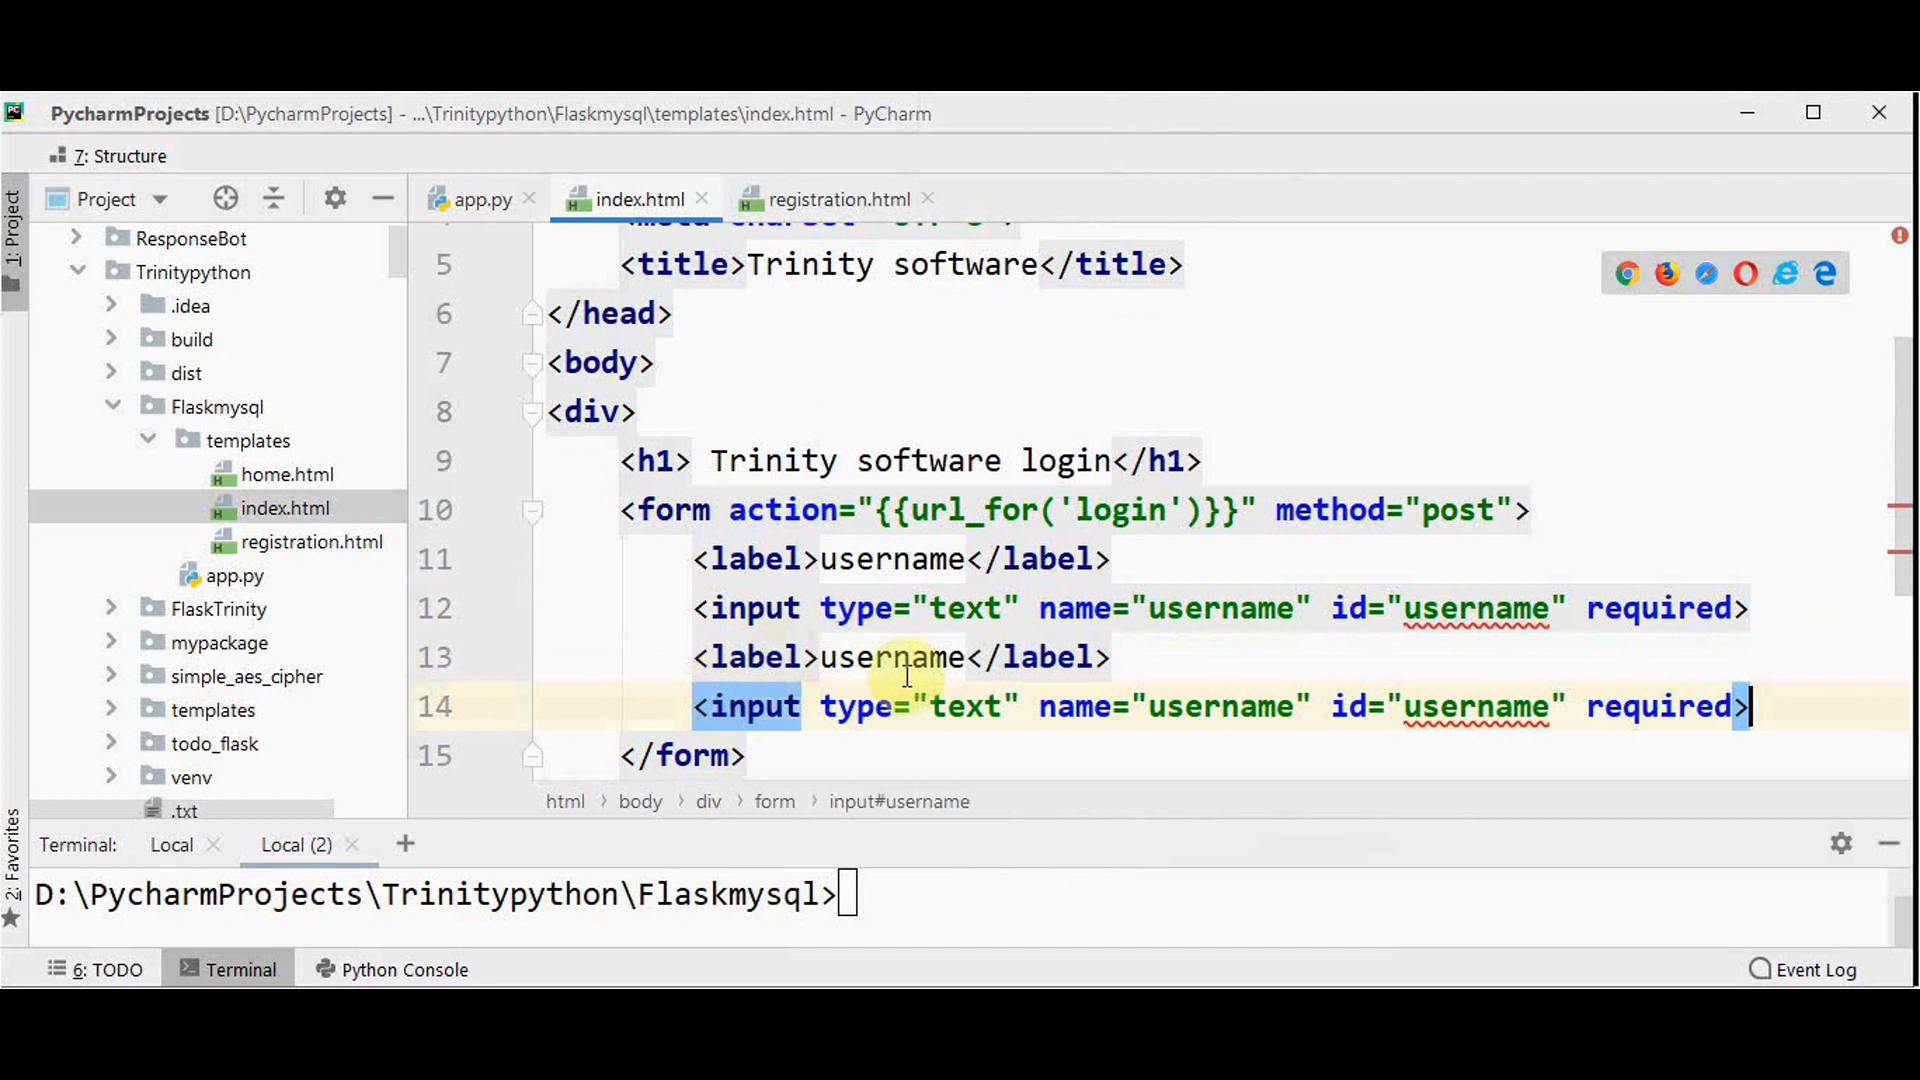 PycharmProjects [D:\PycharmProjects] - ...\Trinitypython\Flaskmysql\templates\index.html - PyCharm
7: Structure
1: Project
Project
app.py
index.html
registration.html
ResponseBot
Trinitypython
.idea
build
dist
Flaskmysql
templates
home.html
index.html
registration.html
app.py
FlaskTrinity
mypackage
simple_aes_cipher
templates
todo_flask
venv
.txt
5 <title>Trinity software</title>
6 </head>
7 <body>
8 <div>
9 <h1> Trinity software login</h1>
10 <form action="{{url_for('login')}}" method="post">
11 <label>username</label>
12 <input type="text" name="username" id="username" required>
13 <label>username</label>
14 <input type="text" name="username" id="username" required>
15 </form>
html › body › div › form › input#username
2: Favorites
Terminal: Local Local (2) +
D:\PycharmProjects\Trinitypython\Flaskmysql>
6: TODO Terminal Python Console Event Log